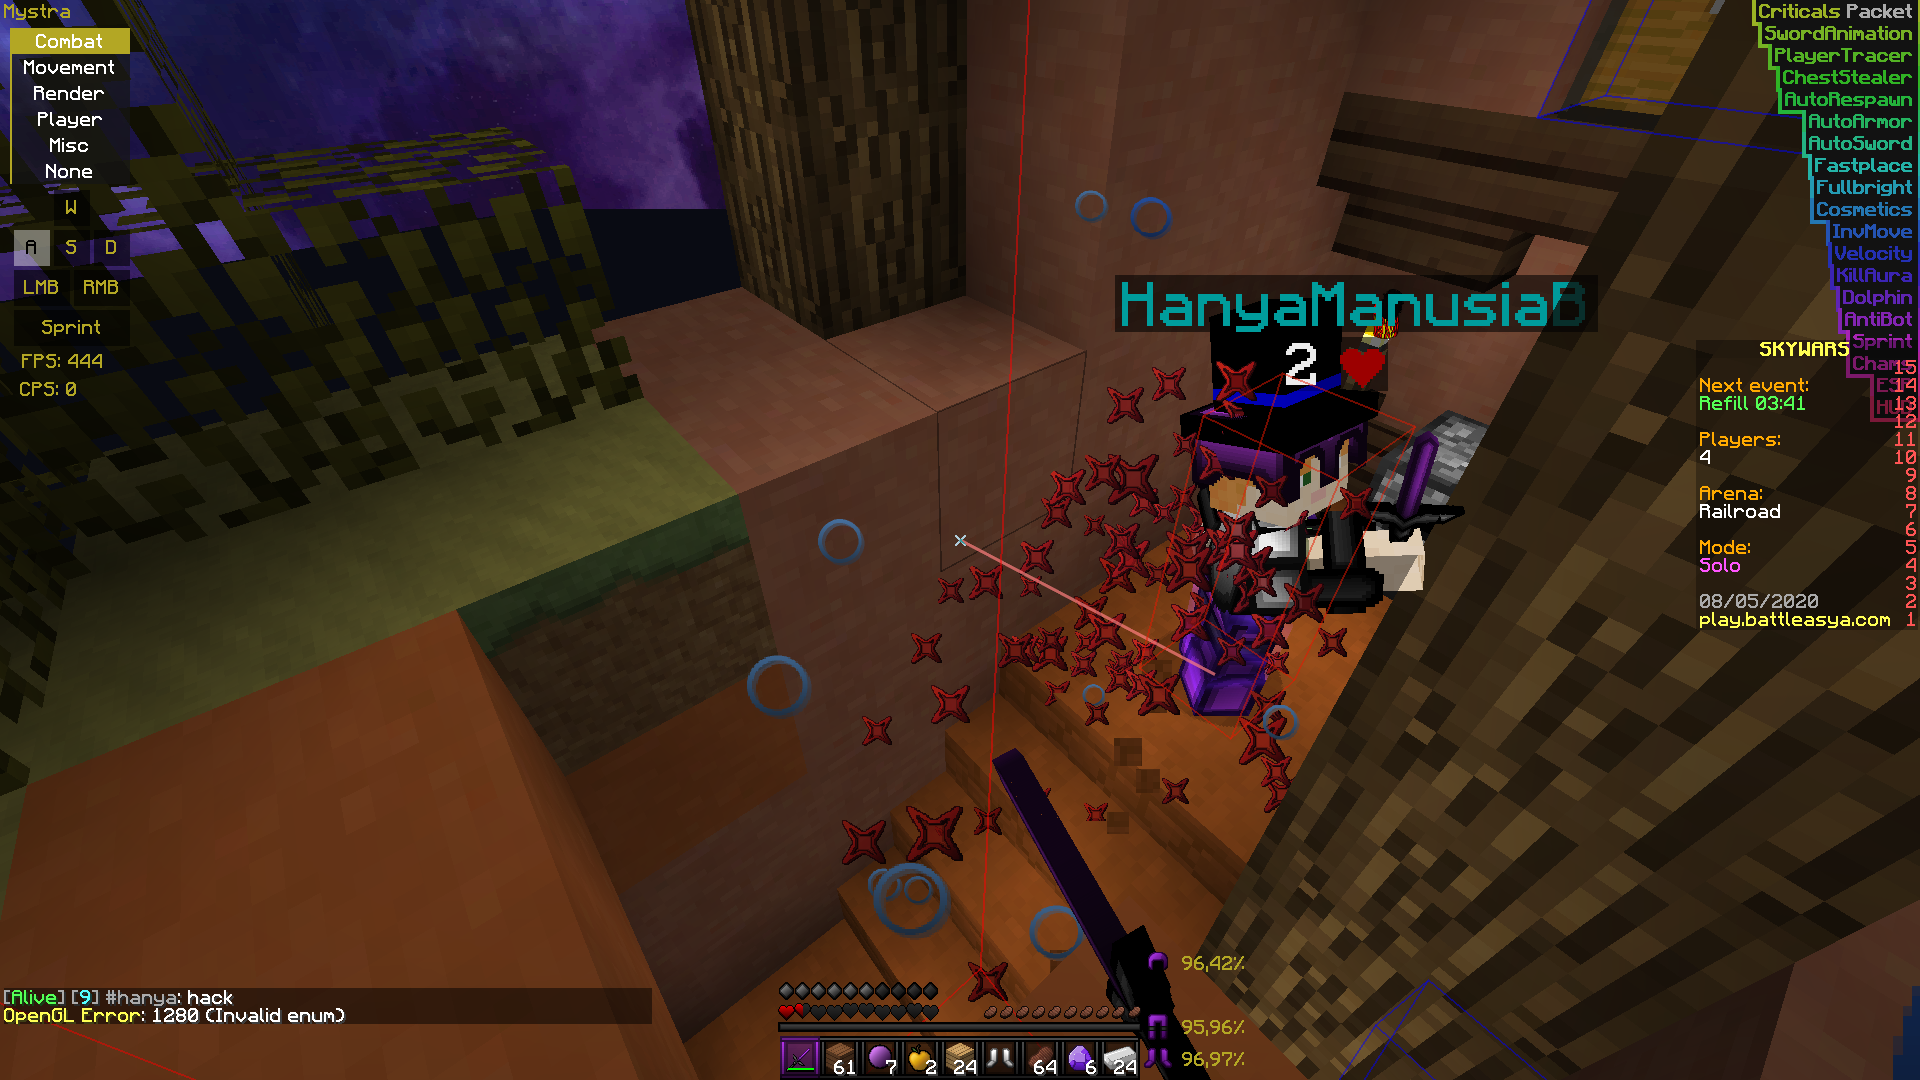 Mystra
Combat
Movement
Render
Player
Misc
None
W
A S D
LMB RMB
Sprint
FPS: 444
CPS: 0
Criticals Packet
SwordAnimation
PlayerTracer
ChestStealer
AutoRespawn
AutoArmor
AutoSword
Fastplace
Fullbright
Cosmetics
InvMove
Velocity
KillAura
Dolphin
AntiBot
Sprint
Chams
ESP
HUD
HanyaManusiaB
2
SKYWARS
15
Next event: 14
Refill 03:41 13
12
Players: 11
4 10
9
Arena: 8
Railroad 7
6
Mode: 5
Solo 4
3
08/05/2020 2
play.battleasya.com 1
[Alive] [9] #hanya: hack
OpenGL Error: 1280 (Invalid enum)
96,42%
95,96%
96,97%
61 7 2 24 64 6 24